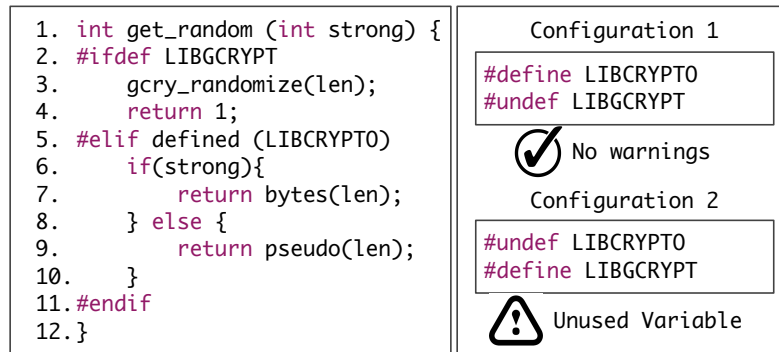 1. int get_random (int strong) {
2. #ifdef LIBGCRYPT
3. gcry_randomize(len);
4. return 1;
5. #elif defined (LIBCRYPTO)
6. if(strong){
7. return bytes(len);
8. } else {
9. return pseudo(len);
10. }
11. #endif
12. }
Configuration 1
#define LIBCRYPTO
#undef LIBGCRYPT
No warnings
Configuration 2
#undef LIBCRYPTO
#define LIBGCRYPT
Unused Variable